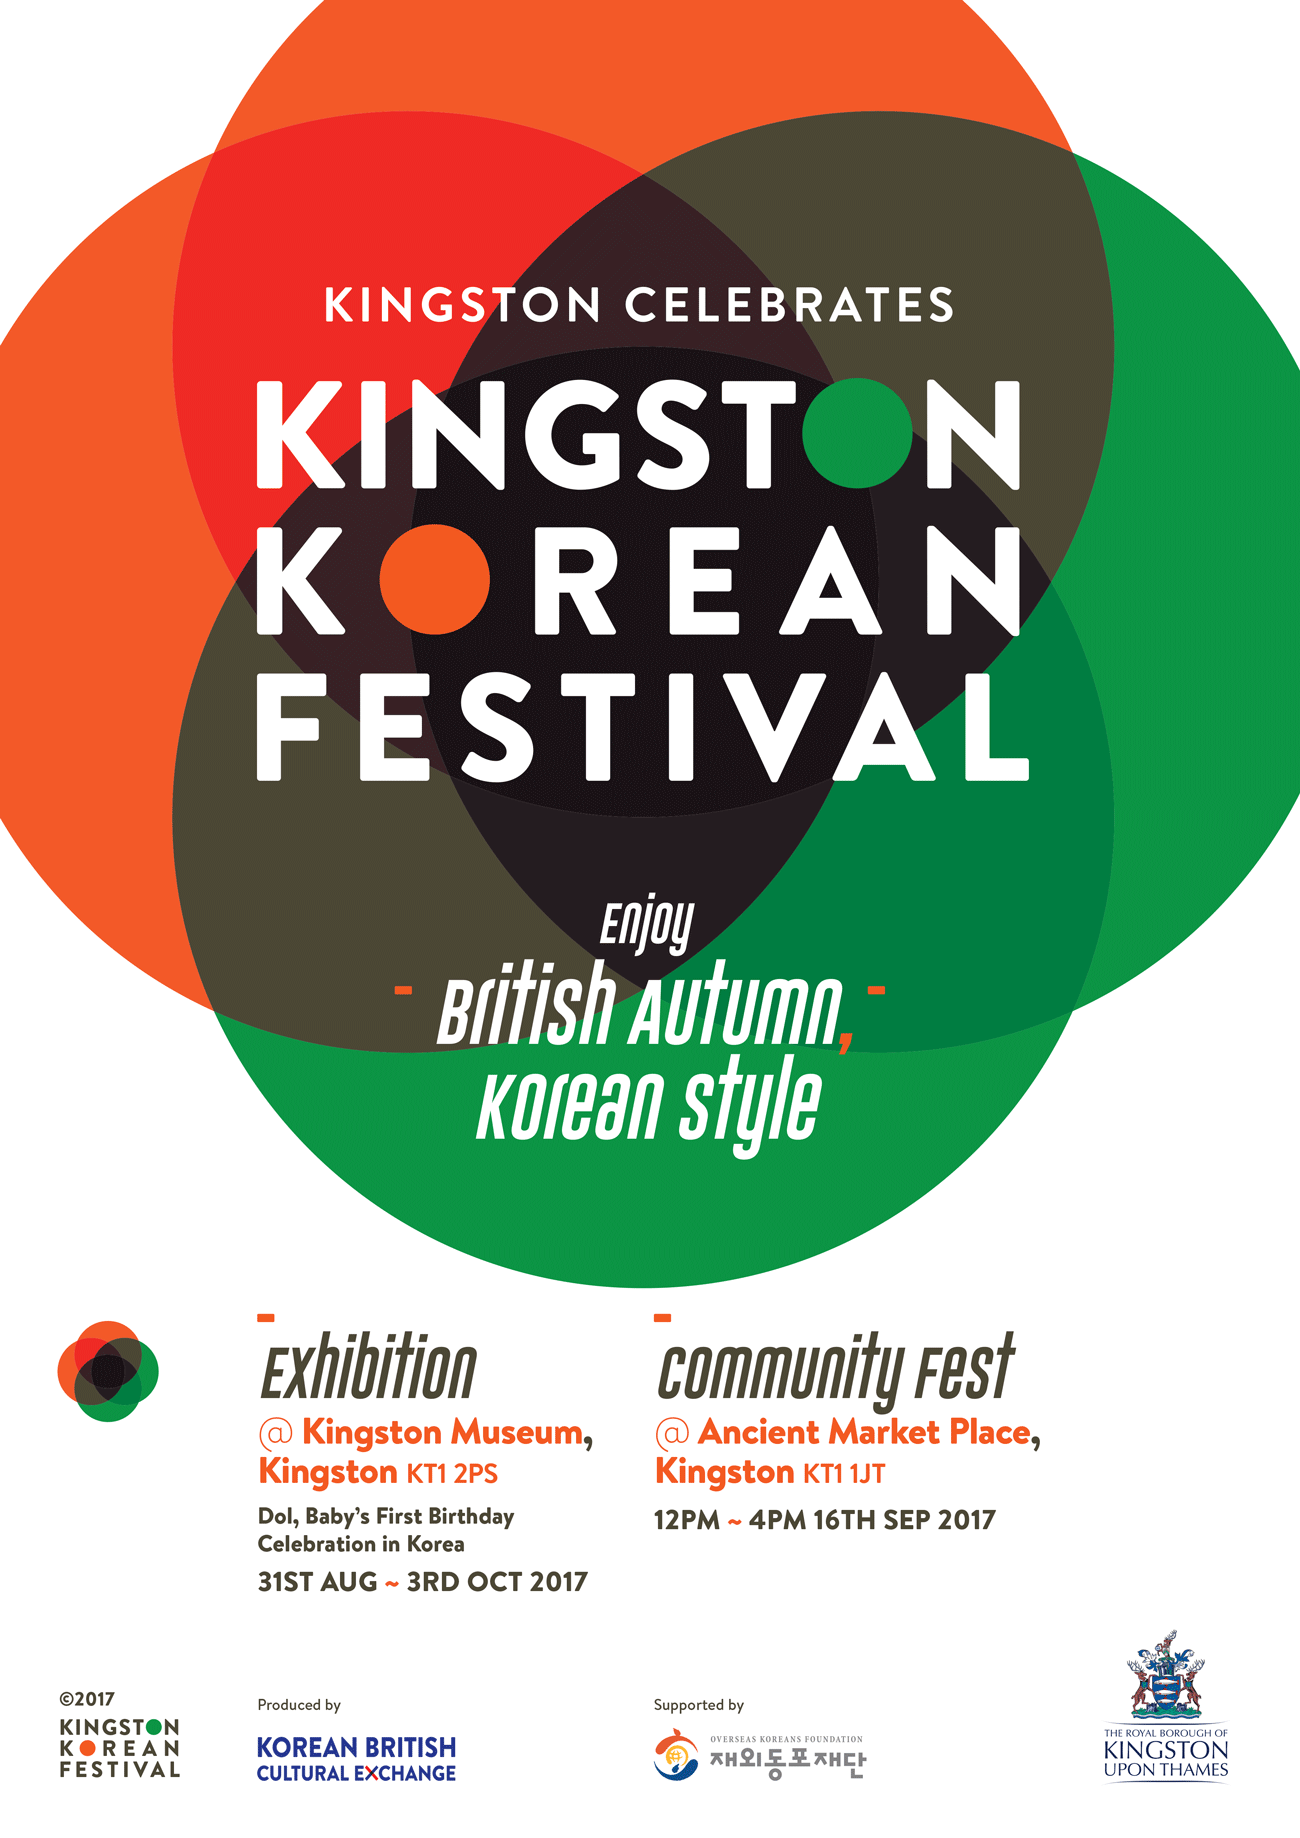 KINGSTON CELEBRATES
KINGSTON
KOREAN
FESTIVAL
Enjoy
- British Autumn, -
Korean Style
Exhibition
@ Kingston Museum,
Kingston KT1 2PS
Dol, Baby's First Birthday
Celebration in Korea
31ST AUG ~ 3RD OCT 2017
Community Fest
@ Ancient Market Place,
Kingston KT1 1JT
12PM ~ 4PM 16TH SEP 2017
©2017
KINGSTON
KOREAN
FESTIVAL
Produced by
KOREAN BRITISH
CULTURAL EXCHANGE
Supported by
OVERSEAS KOREANS FOUNDATION
재외동포재단
THE ROYAL BOROUGH OF
KINGSTON
UPON THAMES